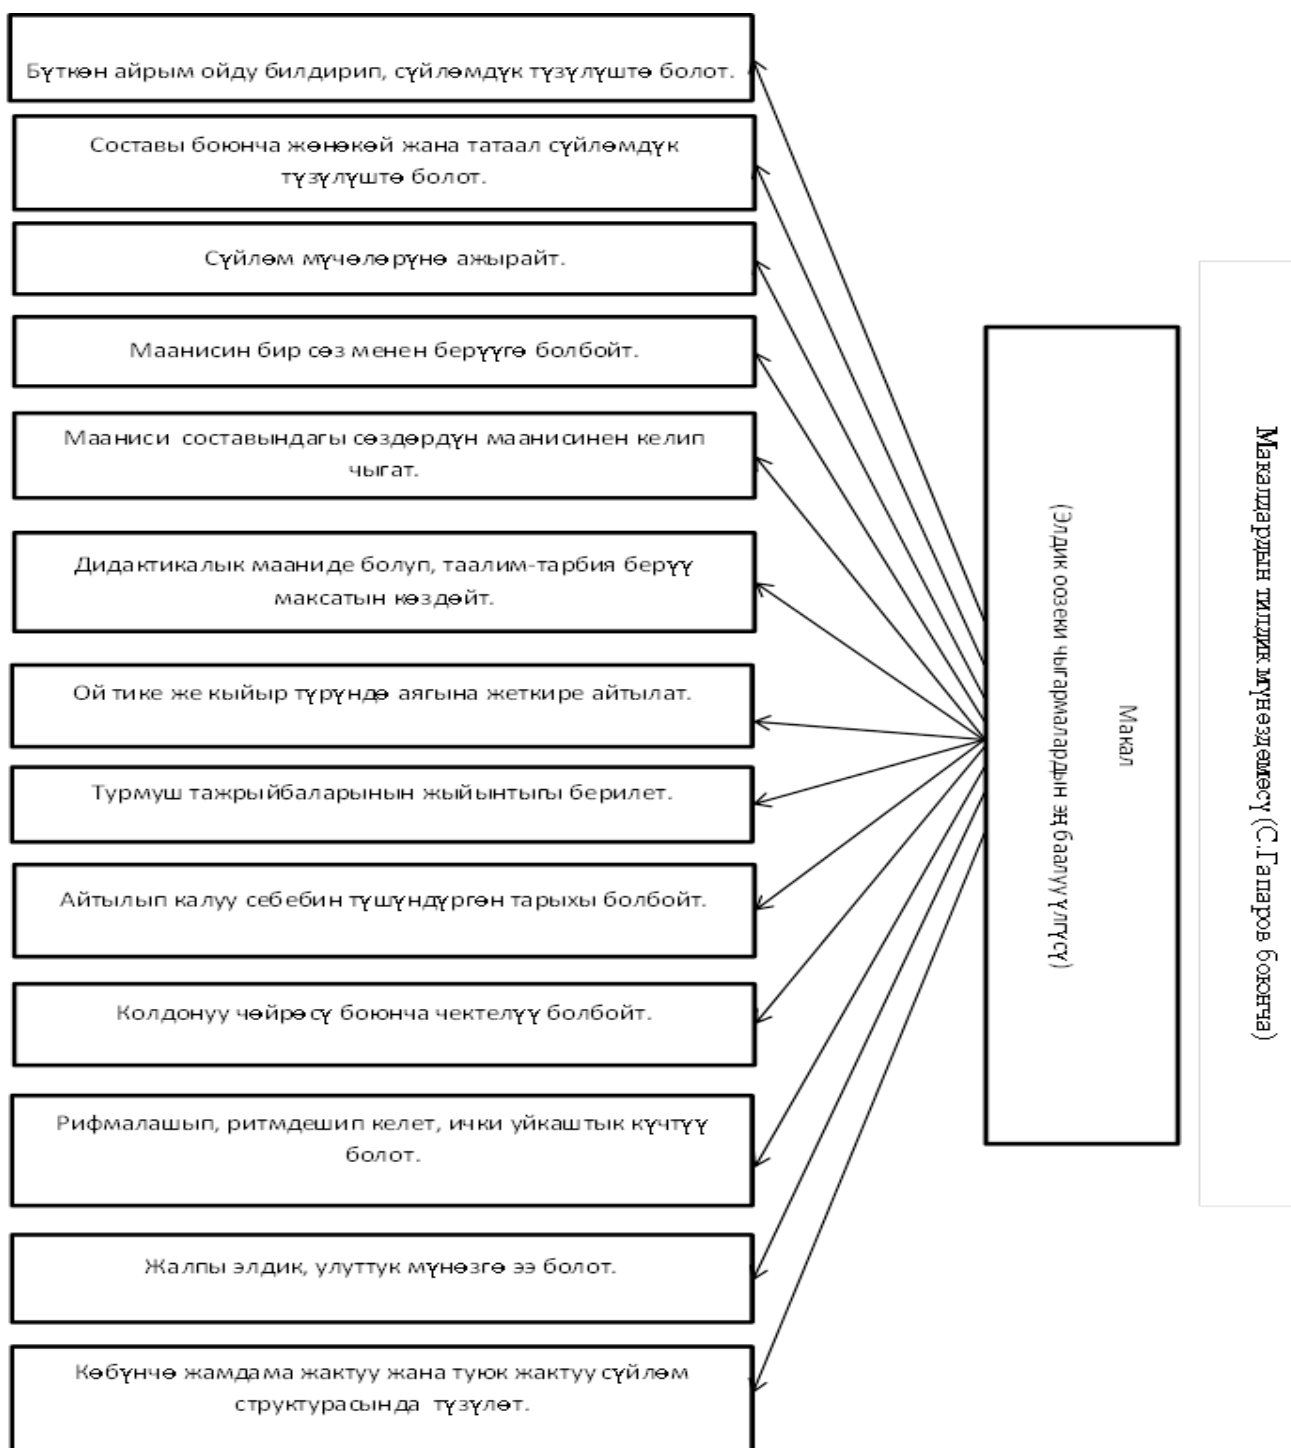 Бүткөн айрым ойду билдирип, сүйлөмдүк түзүлүштө болот.
Составы боюнча жөнөкөй жана татаал сүйлөмдүк
түзүлүштө болот.
Сүйлөм мүчөлөрүнө ажырайт.
Маанисин бир сөз менен берүүгө болбойт.
Мааниси составындагы сөздөрдүн маанисинен келип
чыгат.
Дидактикалык мааниде болуп, таалим-тарбия берүү
максатын көздөйт.
Ой тике же кыйыр түрүндө аягына жеткире айтылат.
Турмуш тажрыйбаларынын жыйынтыгы берилет.
Айтылып калуу себебин түшүндүргөн тарыхы болбойт.
Колдонуу чөйрөсү боюнча чектелүү болбойт.
Рифмалашып, ритмдешип келет, ички уйкаштык күчтүү
болот.
Жалпы элдик, улуттук мүнөзгө ээ болот.
Көбүнчө жамдама жактуу жана туюк жактуу сүйлөм
структурасында түзүлөт.
Макал
(Элдик оозеки чыгармалардын эң баалуу үлгүсү)
Макалдардын тилдик мүнөздөмөсү (С.Гапаров боюнча)